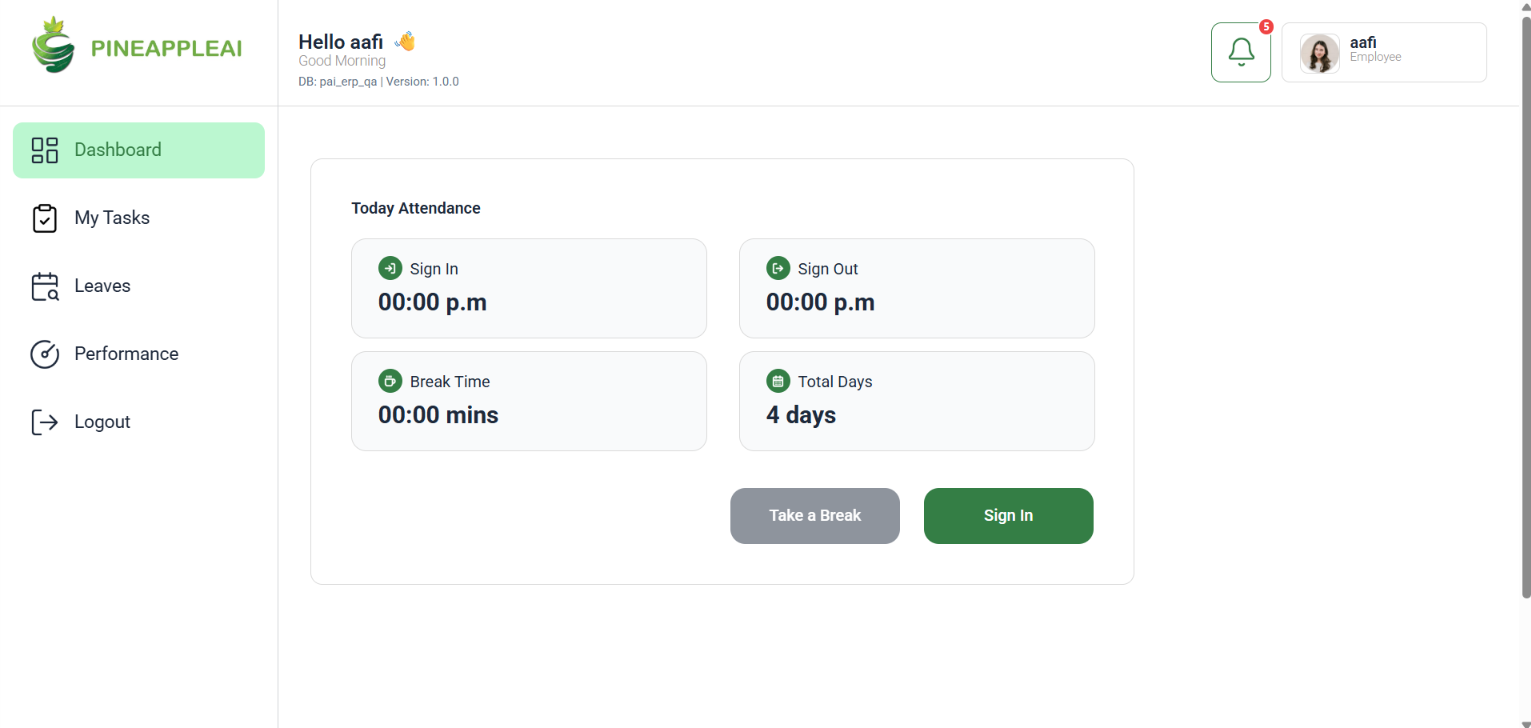 PINEAPPLEAI
Hello aafi 👋
Good Morning
DB: pai_erp_qa | Version: 1.0.0
5
aafi
Employee
Dashboard
My Tasks
Leaves
Performance
Logout
Today Attendance
Sign In
00:00 p.m
Sign Out
00:00 p.m
Break Time
00:00 mins
Total Days
4 days
Take a Break
Sign In